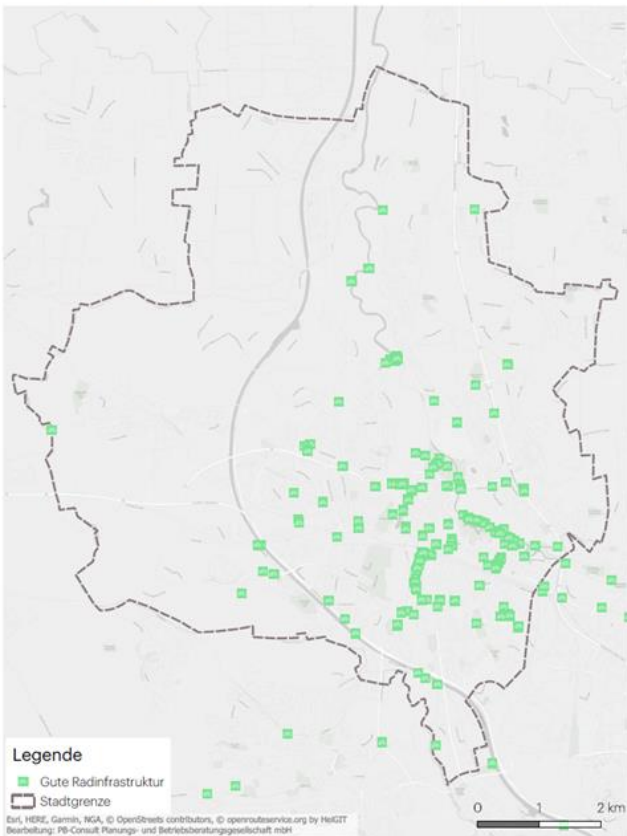 Legende
Gute Radinfrastruktur
Stadtgrenze
Esri, HERE, Garmin, NGA, © OpenStreets contributors, © openrouteservice.org by HeiGIT
Bearbeitung: PB-Consult Planungs- und Betriebsberatungsgesellschaft mbH
0 1 2 km